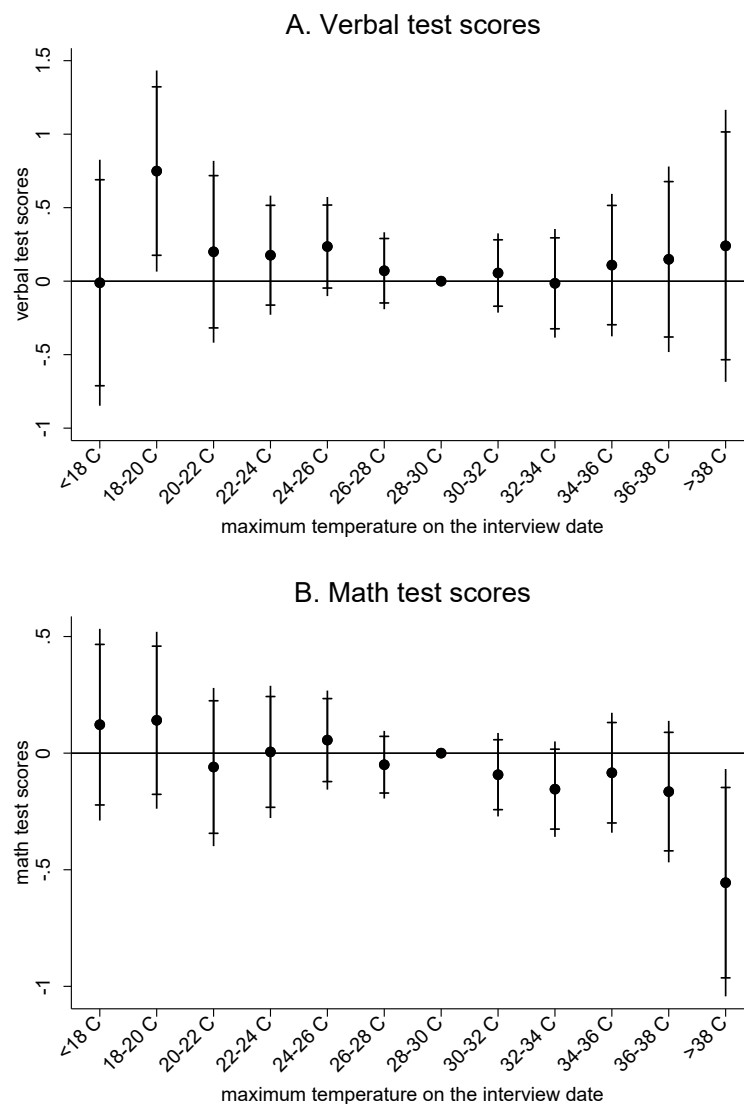 A. Verbal test scores
verbal test scores
1.5
1
.5
0
-.5
-1
<18 C
18-20 C
20-22 C
22-24 C
24-26 C
26-28 C
28-30 C
30-32 C
32-34 C
34-36 C
36-38 C
>38 C
maximum temperature on the interview date
B. Math test scores
math test scores
.5
0
-.5
-1
<18 C
18-20 C
20-22 C
22-24 C
24-26 C
26-28 C
28-30 C
30-32 C
32-34 C
34-36 C
36-38 C
>38 C
maximum temperature on the interview date